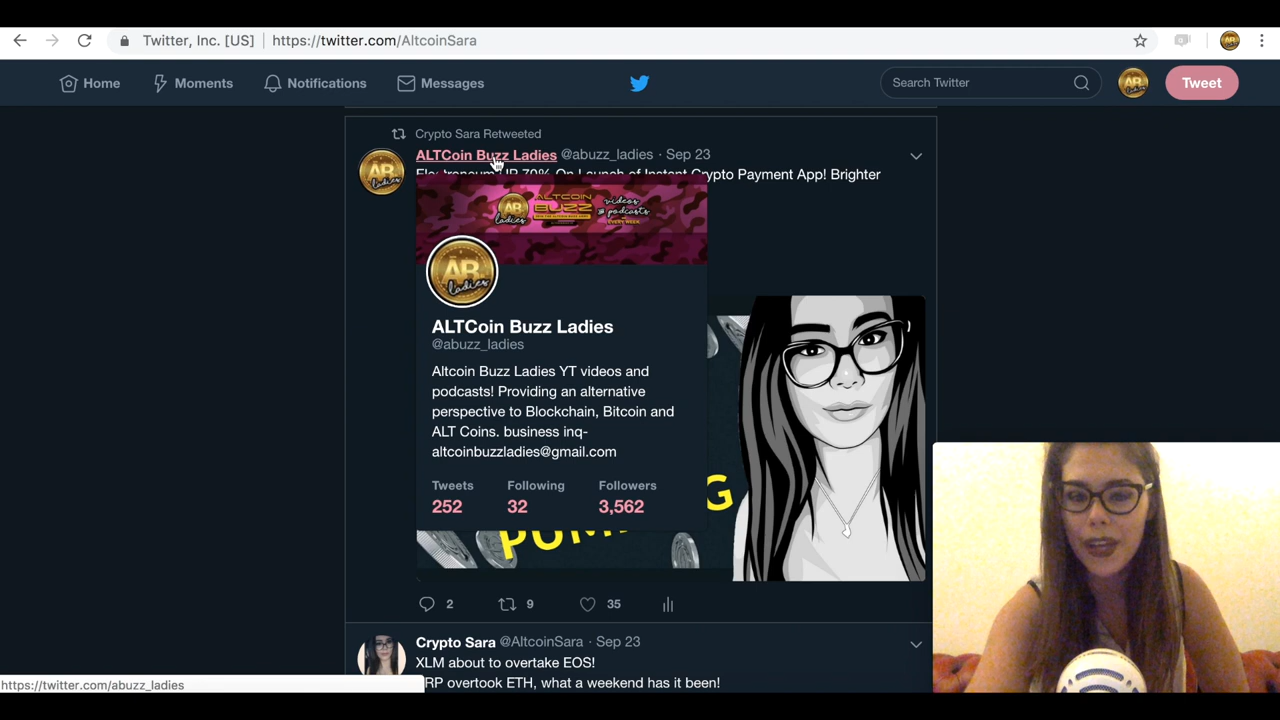 Twitter, Inc. [US] | https://twitter.com/AltcoinSara
Home Moments Notifications Messages Search Twitter Tweet
Crypto Sara Retweeted
ALTCoin Buzz Ladies @abuzz_ladies · Sep 23
UP 70% On Launch of Instant Crypto Payment App! Brighter
AB ladies ALTCOIN BUZZ videos & podcasts EVERY WEEK
AB ladies
ALTCoin Buzz Ladies
@abuzz_ladies
Altcoin Buzz Ladies YT videos and
podcasts! Providing an alternative
perspective to Blockchain, Bitcoin and
ALT Coins. business inq-
altcoinbuzzladies@gmail.com
Tweets Following Followers
252 32 3,562
G
2 9 35
Crypto Sara @AltcoinSara · Sep 23
XLM about to overtake EOS!
RP overtook ETH, what a weekend has it been!
https://twitter.com/abuzz_ladies